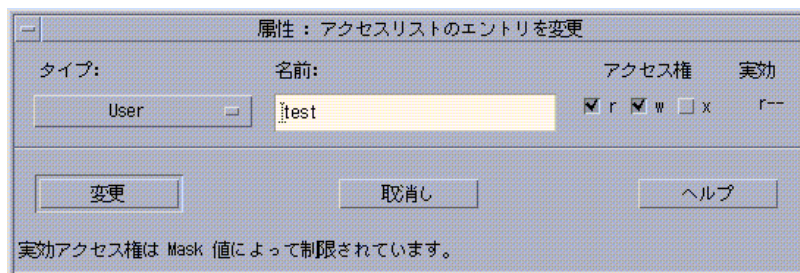 属性 : アクセスリストのエントリを変更
タイプ: 名前: アクセス権 実効
User test r w x r--
変更 取消し ヘルプ
実効アクセス権は Mask 値によって制限されています。